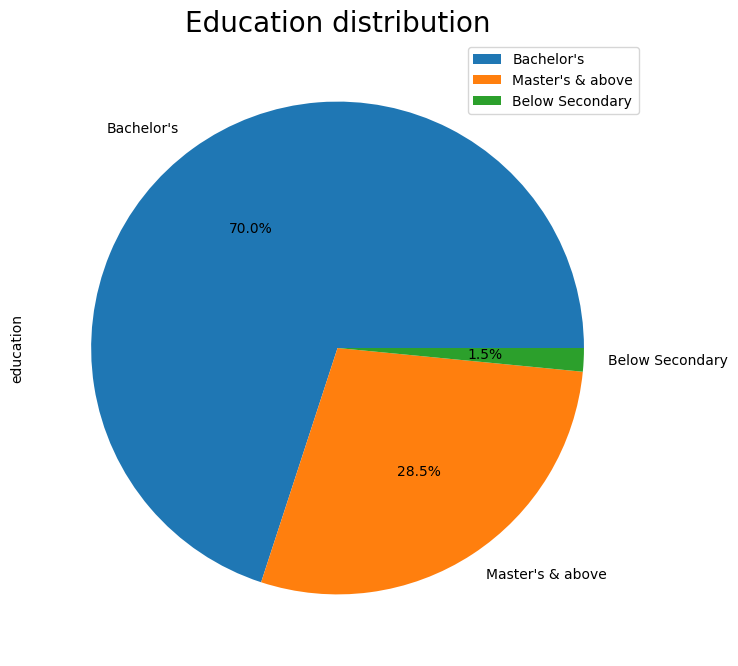 Education distribution
Bachelor's
Master's & above
Below Secondary
Bachelor's
70.0%
education
1.5%
Below Secondary
28.5%
Master's & above